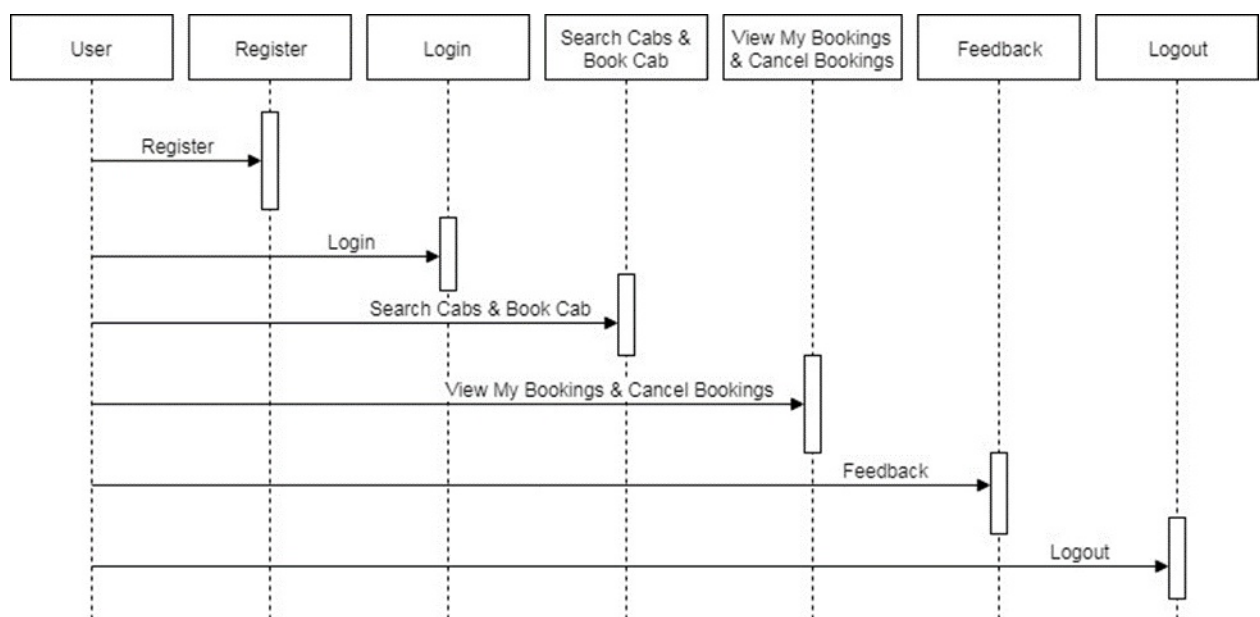 User
Register
Login
Search Cabs &
Book Cab
View My Bookings
& Cancel Bookings
Feedback
Logout
Register
Login
Search Cabs & Book Cab
View My Bookings & Cancel Bookings
Feedback
Logout